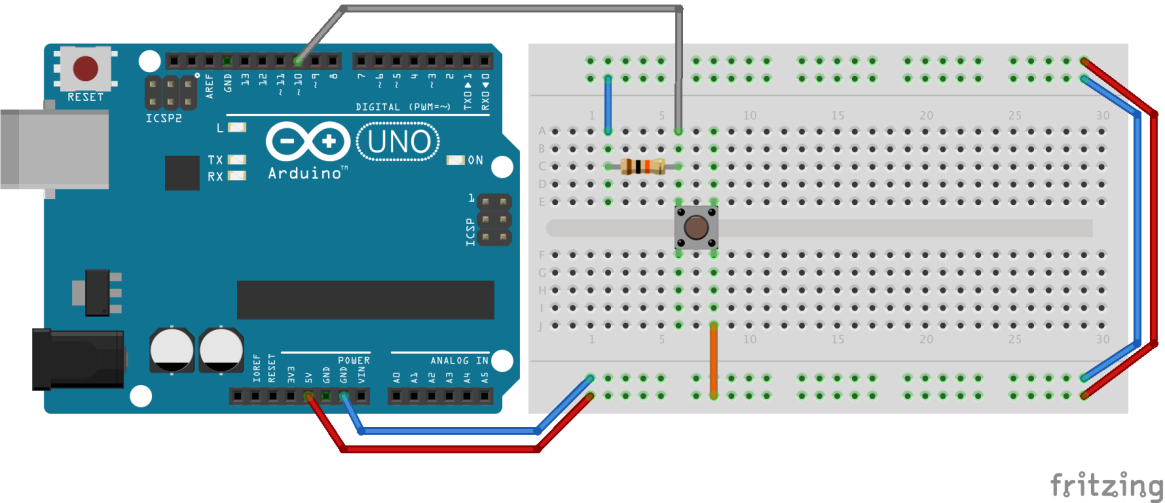 RESET
ICSP2
AREF
GND
13
12
~11
~10
~9
8
7
~6
~5
4
~3
2
TX0▶1
RX0◀0
DIGITAL (PWM=~)
L
TX
RX
UNO
Arduino™
ON
1
ICSP
IOREF
RESET
3V3
5V
GND
GND
VIN
POWER
ANALOG IN
A0
A1
A2
A3
A4
A5
1 5 10 15 20 25 30
A
B
C
D
E
F
G
H
I
J
1 5 10 15 20 25 30
fritzing